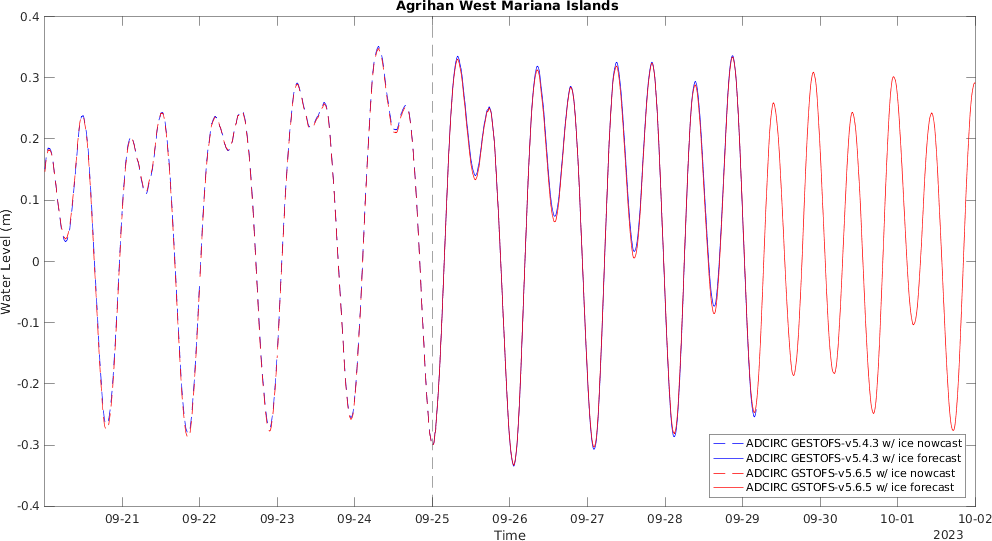 Agrihan West Mariana Islands
0.4
0.3
0.2
0.1
0
-0.1
-0.2
-0.3
-0.4
Water Level (m)
09-21 09-22 09-23 09-24 09-25 09-26 09-27 09-28 09-29 09-30 10-01 10-02
Time
2023
ADCIRC GESTOFS-v5.4.3 w/ ice nowcast
ADCIRC GESTOFS-v5.4.3 w/ ice forecast
ADCIRC GSTOFS-v5.6.5 w/ ice nowcast
ADCIRC GSTOFS-v5.6.5 w/ ice forecast